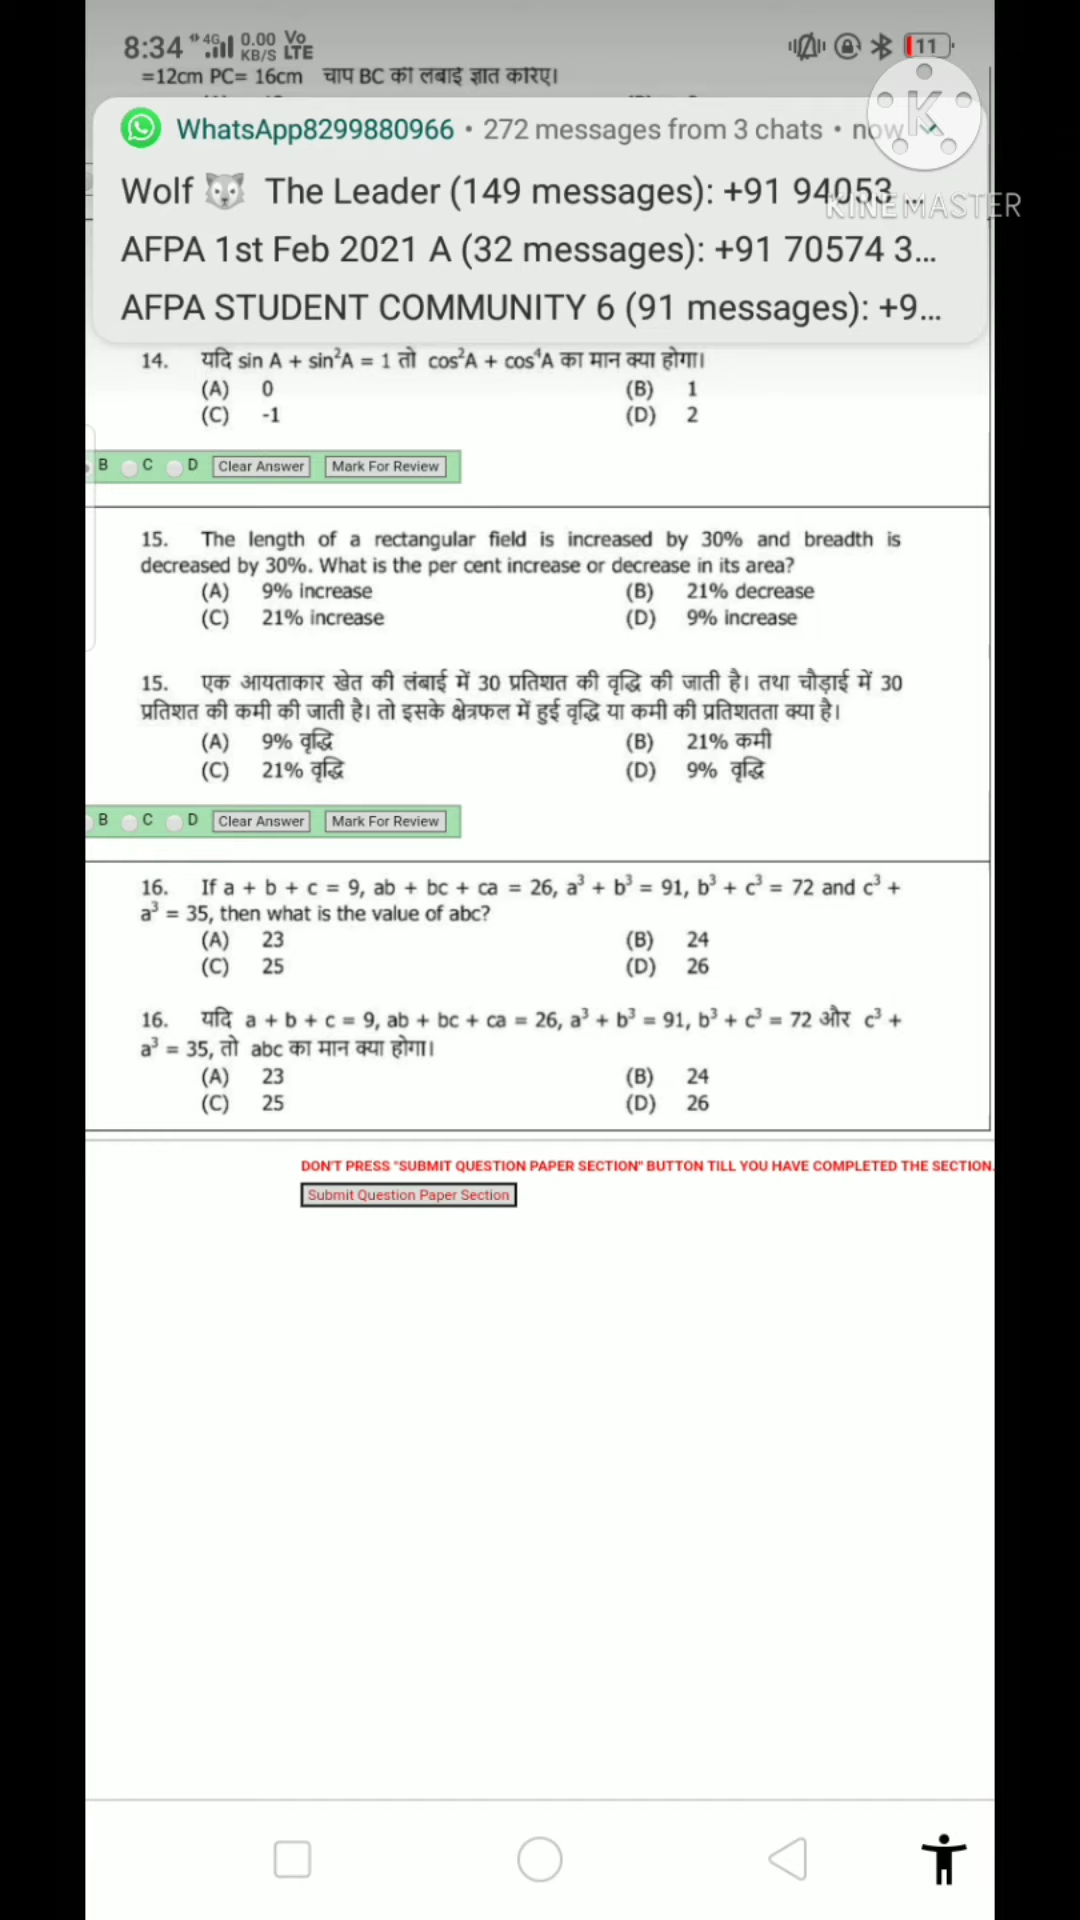 8:34 4G 0.00 KB/S Vo LTE 11
=12cm PC= 16cm चाप BC की लंबाई ज्ञात करिए।
WhatsApp8299880966 • 272 messages from 3 chats • now
K
KINEMASTER
Wolf 🐺 The Leader (149 messages): +91 94053 ...
AFPA 1st Feb 2021 A (32 messages): +91 70574 3...
AFPA STUDENT COMMUNITY 6 (91 messages): +9...
14. यदि sin A + sin²A = 1 तो cos²A + cos⁴A का मान क्या होगा।
(A) 0 (B) 1
(C) -1 (D) 2
B C D Clear Answer Mark For Review
15. The length of a rectangular field is increased by 30% and breadth is
decreased by 30%. What is the per cent increase or decrease in its area?
(A) 9% increase (B) 21% decrease
(C) 21% increase (D) 9% increase
15. एक आयताकार खेत की लंबाई में 30 प्रतिशत की वृद्धि की जाती है। तथा चौड़ाई में 30
प्रतिशत की कमी की जाती है। तो इसके क्षेत्रफल में हुई वृद्धि या कमी की प्रतिशतता क्या है।
(A) 9% वृद्धि (B) 21% कमी
(C) 21% वृद्धि (D) 9% वृद्धि
B C D Clear Answer Mark For Review
16. If a + b + c = 9, ab + bc + ca = 26, a³ + b³ = 91, b³ + c³ = 72 and c³ +
a³ = 35, then what is the value of abc?
(A) 23 (B) 24
(C) 25 (D) 26
16. यदि a + b + c = 9, ab + bc + ca = 26, a³ + b³ = 91, b³ + c³ = 72 और c³ +
a³ = 35, तो abc का मान क्या होगा।
(A) 23 (B) 24
(C) 25 (D) 26
DON'T PRESS "SUBMIT QUESTION PAPER SECTION" BUTTON TILL YOU HAVE COMPLETED THE SECTION.
Submit Question Paper Section